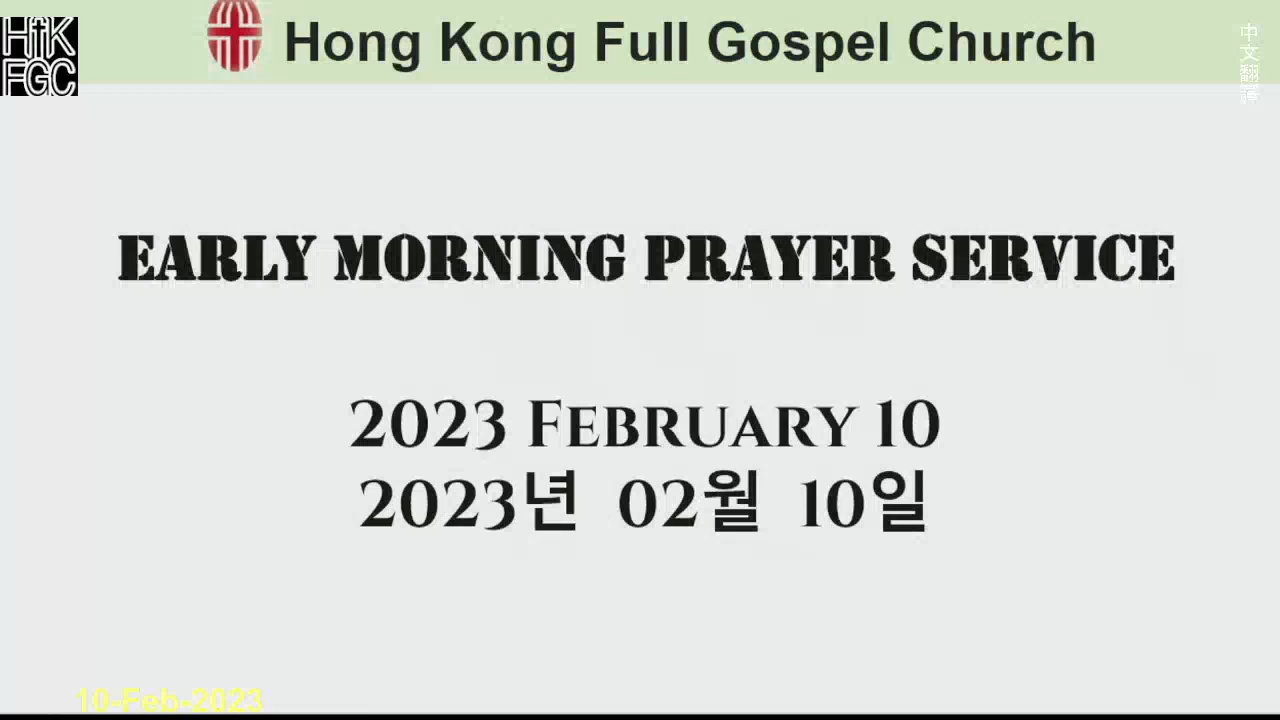 HK
FGC
Hong Kong Full Gospel Church
中文翻譯
EARLY MORNING PRAYER SERVICE
2023 FEBRUARY 10
2023년 02월 10일
10-Feb-2023